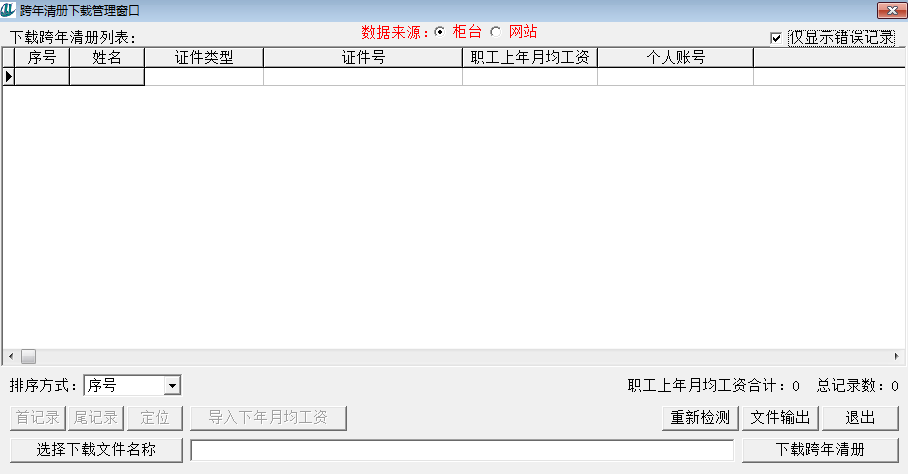 跨年清册下载管理窗口
下载跨年清册列表： 数据来源： 柜台 网站 仅显示错误记录
序号 姓名 证件类型 证件号 职工上年月均工资 个人账号
排序方式： 序号 职工上年月均工资合计：0 总记录数：0
首记录 尾记录 定位 导入下年月均工资 重新检测 文件输出 退出
选择下载文件名称 下载跨年清册